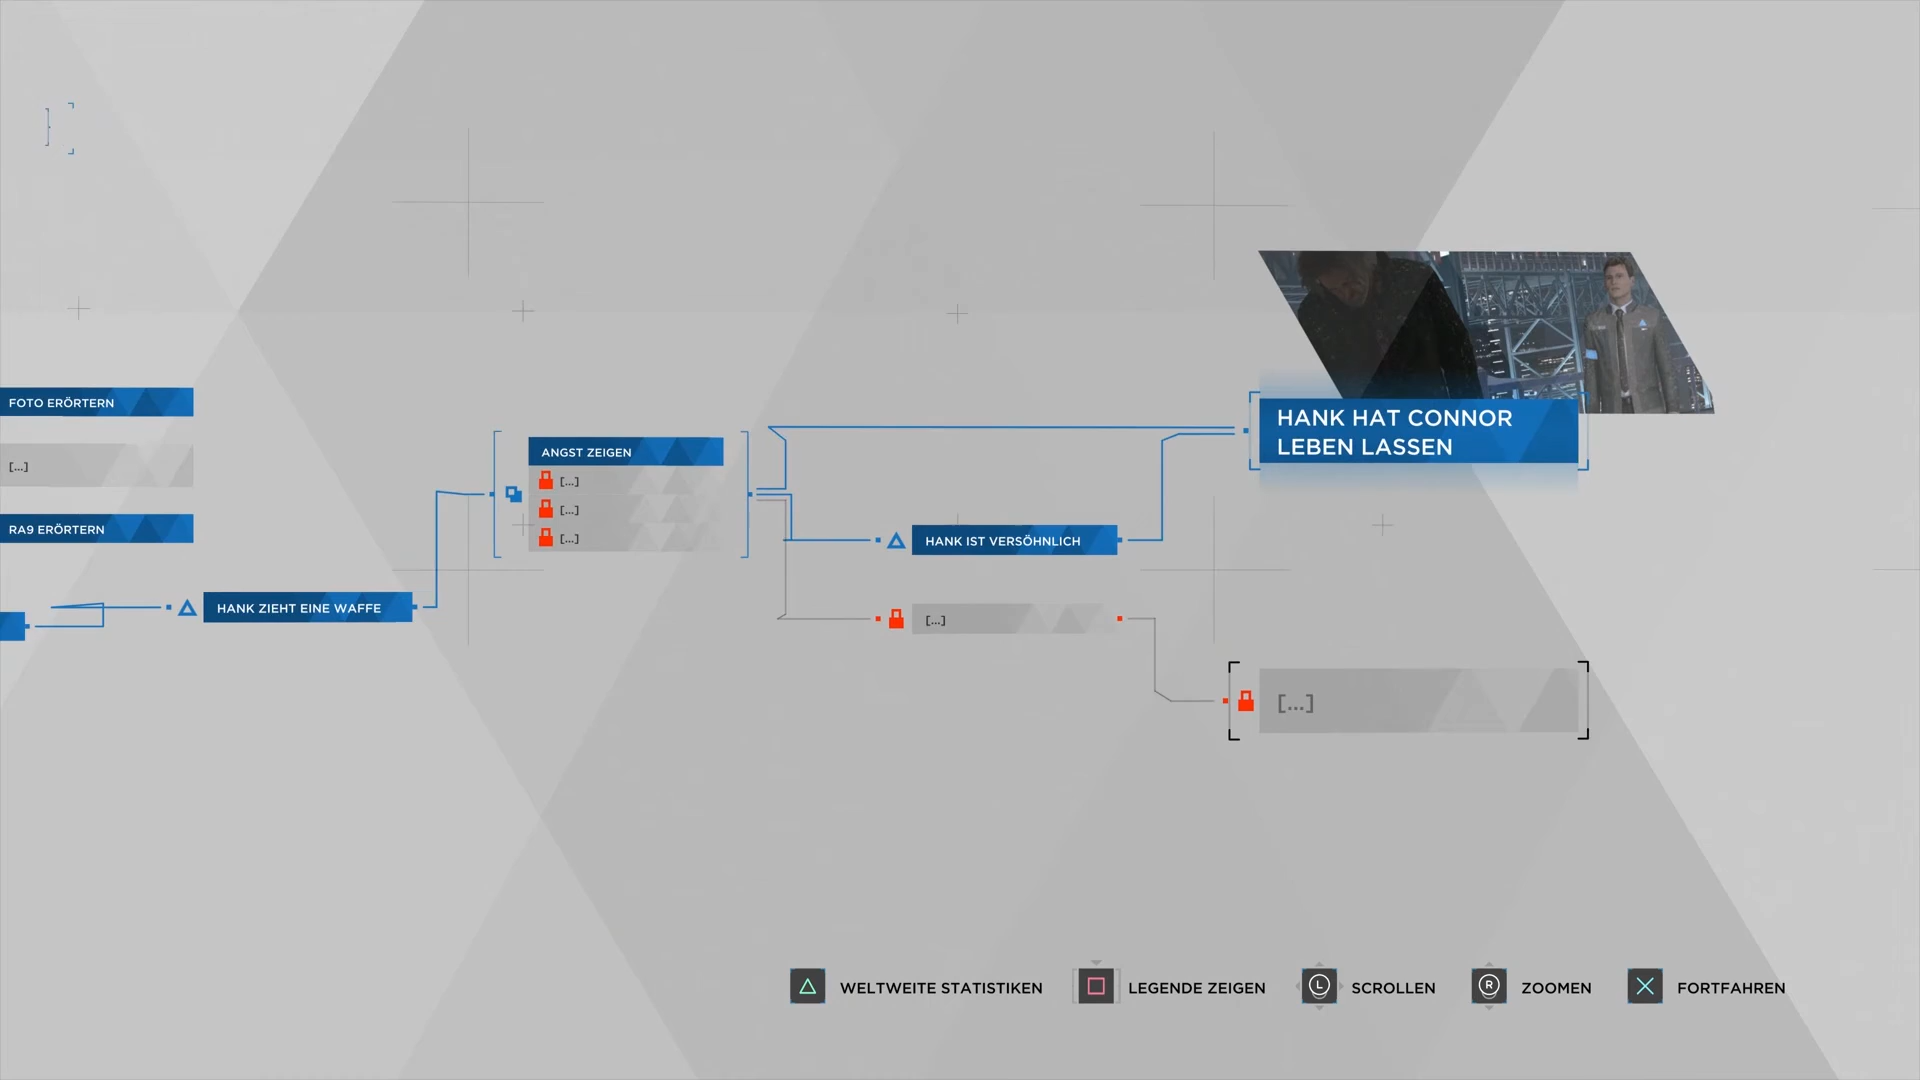 FOTO ERÖRTERN
[...]
RA9 ERÖRTERN
HANK ZIEHT EINE WAFFE
ANGST ZEIGEN
[...]
[...]
[...]
HANK IST VERSÖHNLICH
[...]
HANK HAT CONNOR
LEBEN LASSEN
[...]
WELTWEITE STATISTIKEN
LEGENDE ZEIGEN
L SCROLLEN
R ZOOMEN
FORTFAHREN